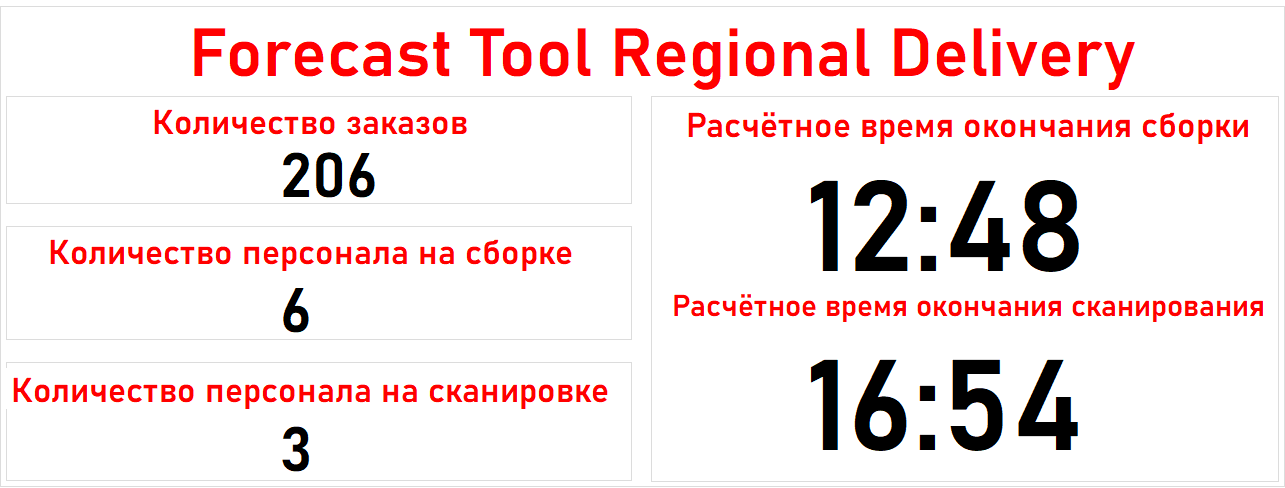 Forecast Tool Regional Delivery
Количество заказов
206
Количество персонала на сборке
6
Количество персонала на сканировке
3
Расчётное время окончания сборки
12:48
Расчётное время окончания сканирования
16:54